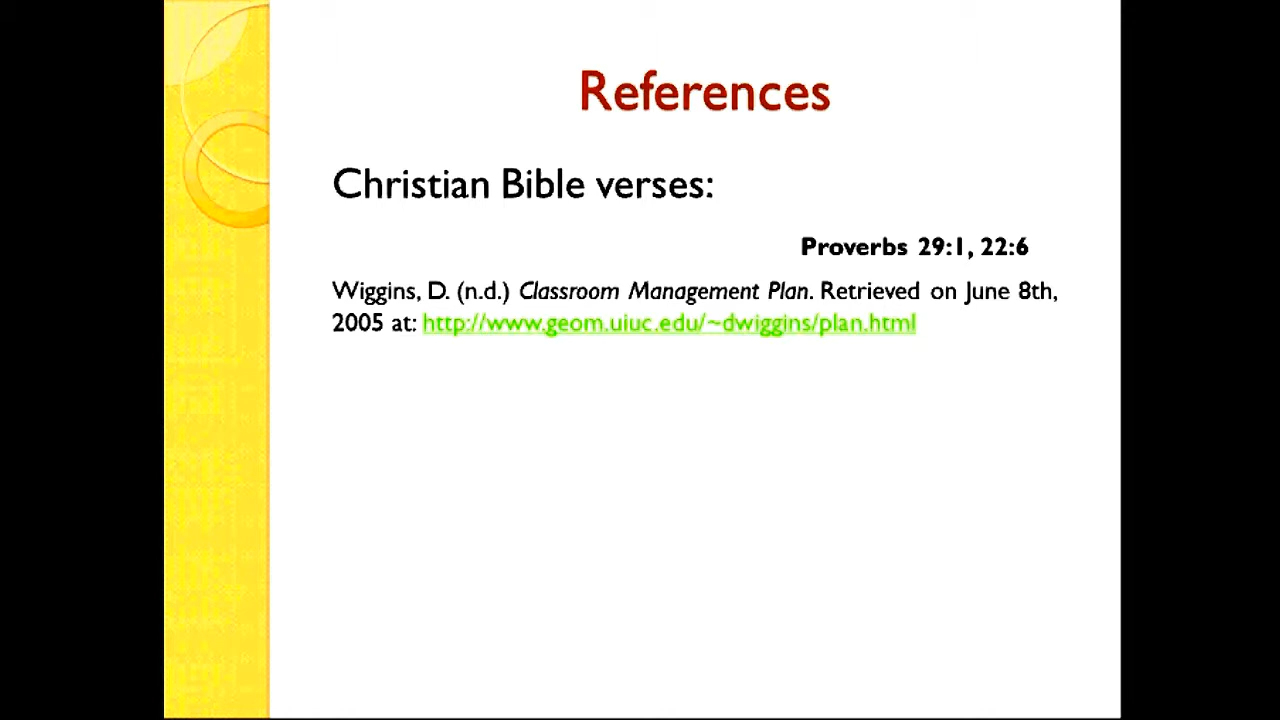 References
Christian Bible verses:
Proverbs 29:1, 22:6
Wiggins, D. (n.d.) Classroom Management Plan. Retrieved on June 8th,
2005 at: http://www.geom.uiuc.edu/~dwiggins/plan.html